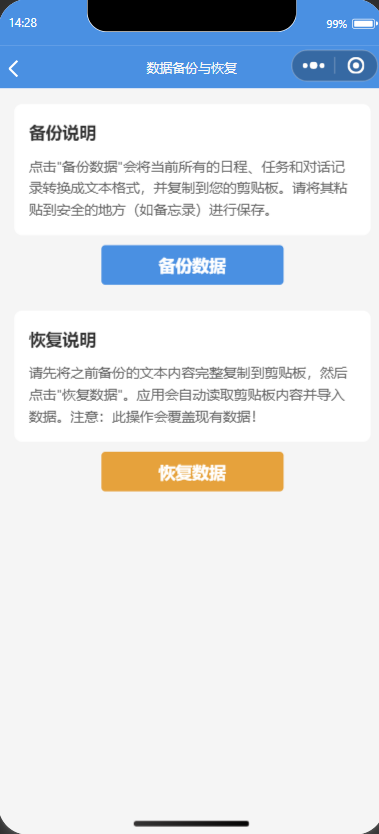 14:28
99%
数据备份与恢复
备份说明
点击"备份数据"会将当前所有的日程、任务和对话记
录转换成文本格式，并复制到您的剪贴板。请将其粘
贴到安全的地方（如备忘录）进行保存。
备份数据
恢复说明
请先将之前备份的文本内容完整复制到剪贴板，然后
点击"恢复数据"。应用会自动读取剪贴板内容并导入
数据。注意：此操作会覆盖现有数据！
恢复数据